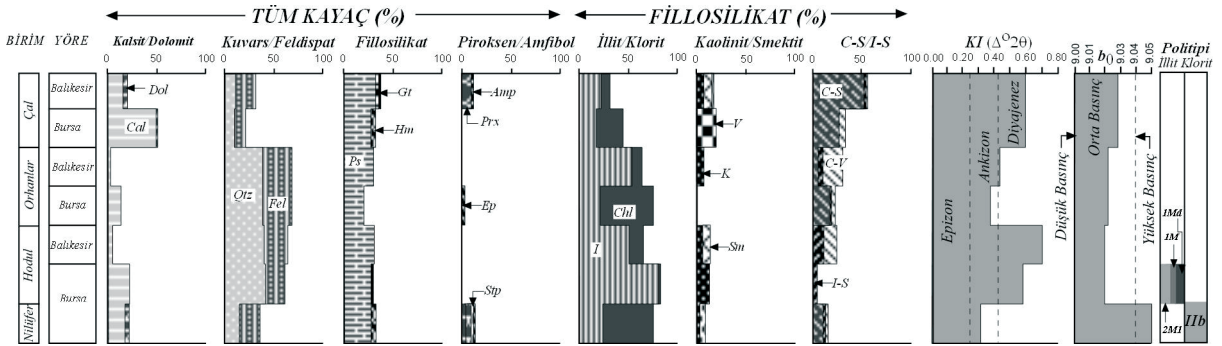 TÜM KAYAÇ (%)
FİLLOSİLİKAT (%)
BİRİM YÖRE Kalsit/Dolomit Kuvars/Feldispat Fillosilikat Piroksen/Amfibol İllit/Klorit Kaolinit/Smektit C-S/I-S KI (Δ°2θ) b0 Politipi
İllit Klorit
0 50 100 0 50 100 0 50 100 0 50 100 0 50 100 0 50 100 0 50 100 0.00 0.20 0.40 0.60 0.80 9.00 9.01 9.03 9.04 9.05
Çal
Balıkesir
Bursa
Orhanlar
Balıkesir
Bursa
Hodul
Balıkesir
Bursa
Nilüfer
Dol
Cal
Qtz
Fel
Gt
Hm
Ps
Amp
Prx
Ep
Stp
I
Chl
V
K
Sm
C-S
C-V
I-S
Epizon
Ankizon
Diyajenez
Düşük Basınç
Orta Basınç
Yüksek Basınç
1Md
1M
2M1
IIb